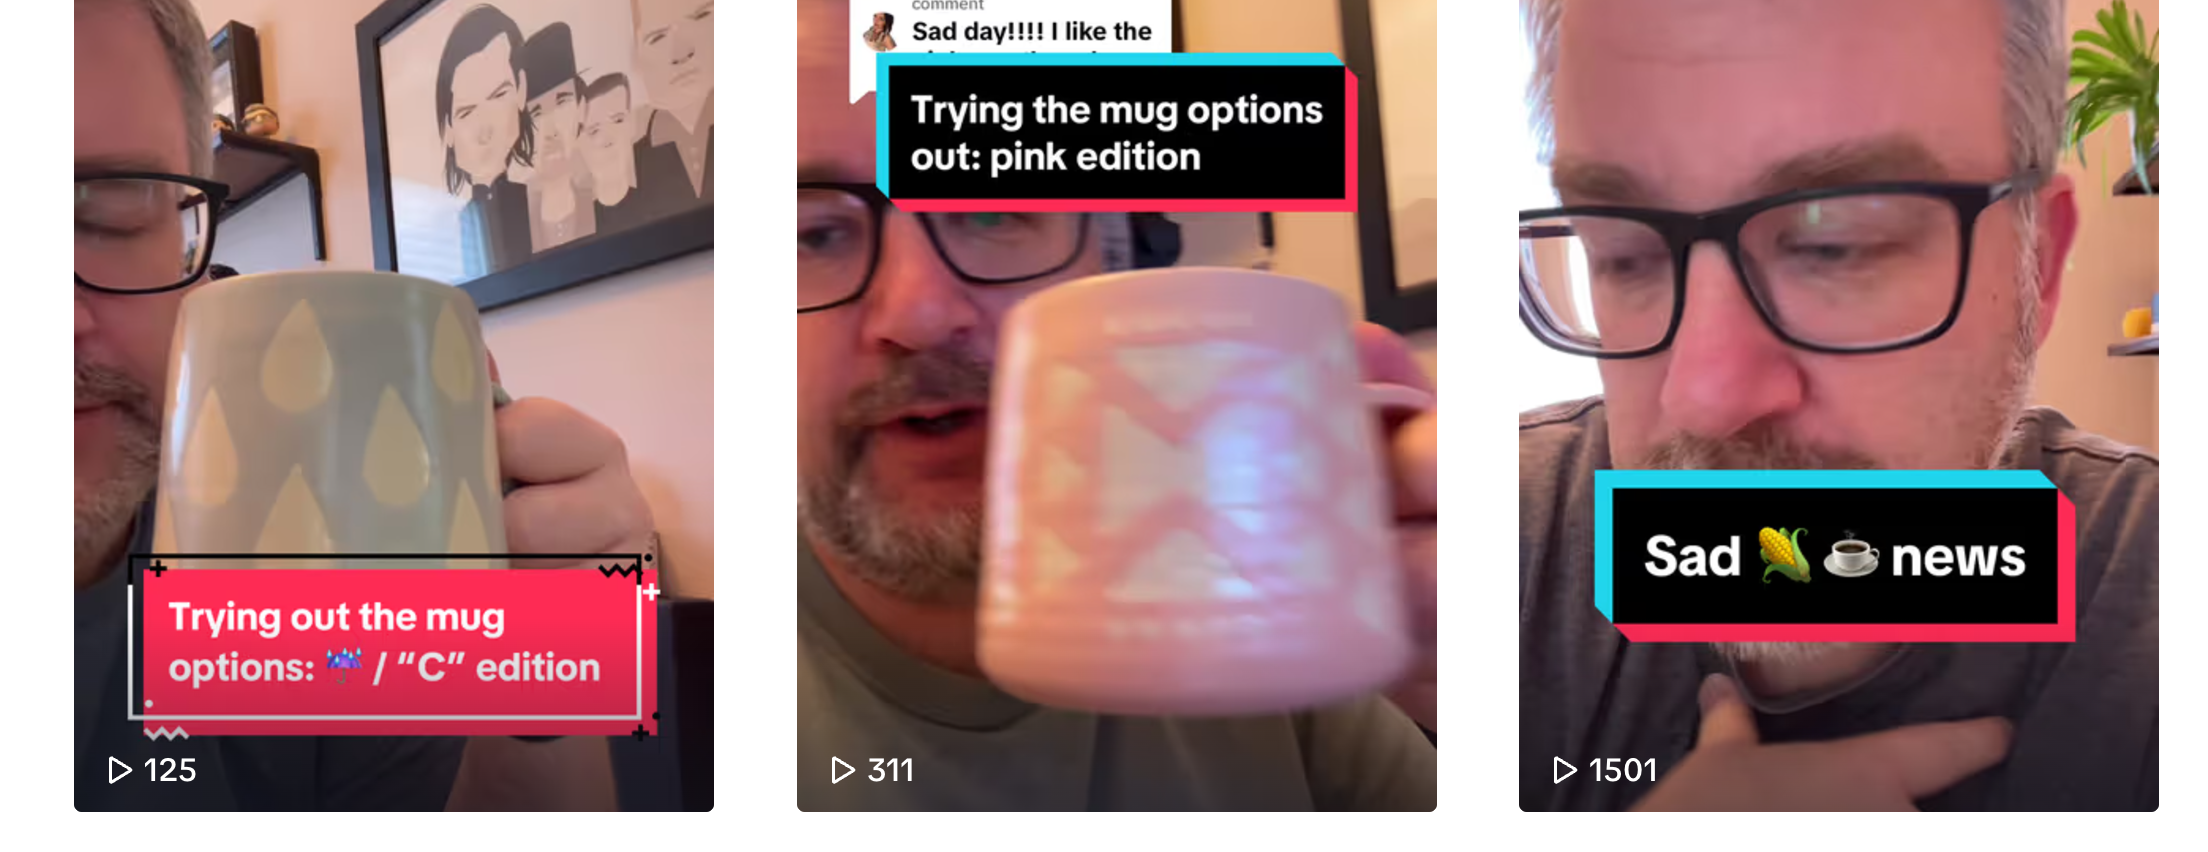 Trying out the mug
options: ☔ / “C” edition
125
comment
Sad day!!!! I like the
Trying the mug options
out: pink edition
311
Sad 🌽 ☕ news
1501